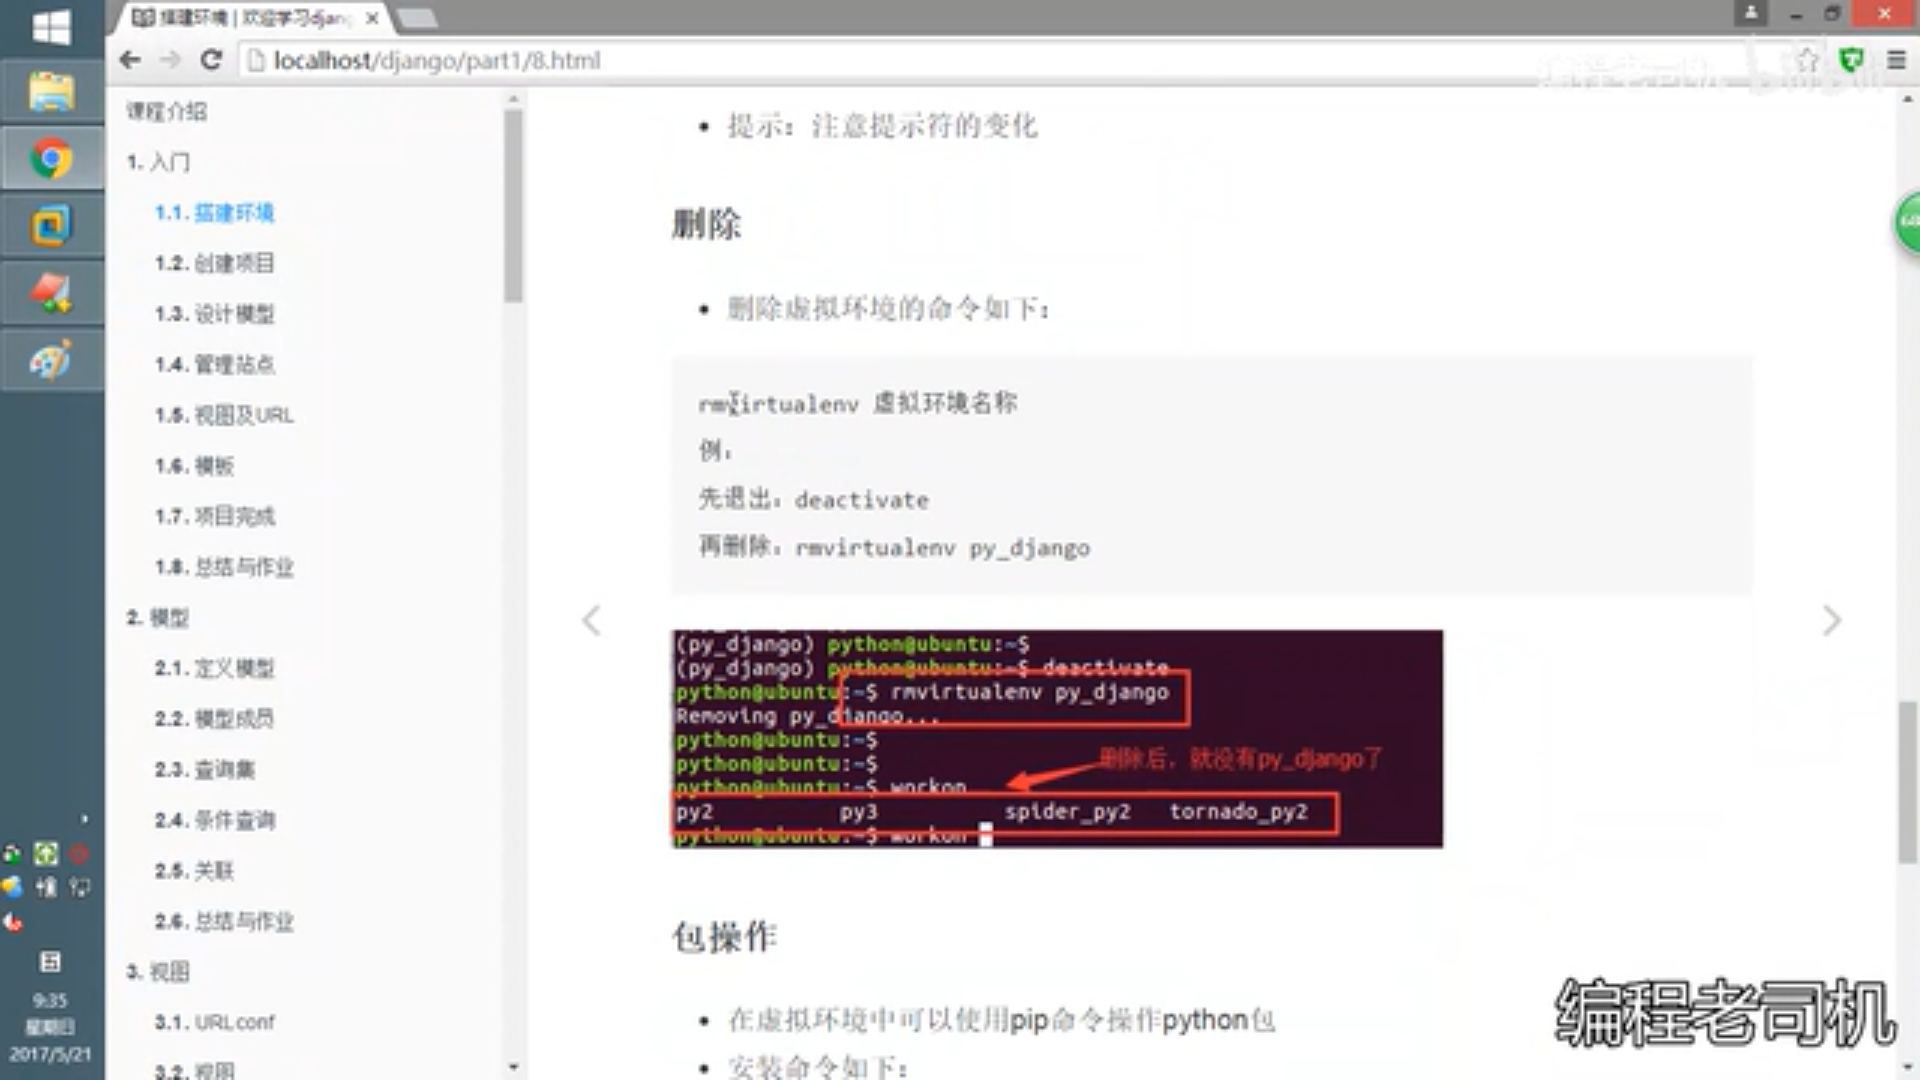 搭建环境 | 欢迎学习djan
localhost/django/part1/8.html
课程介绍
1. 入门
1.1. 搭建环境
1.2. 创建项目
1.3. 设计模型
1.4. 管理站点
1.5. 视图及URL
1.6. 模板
1.7. 项目完成
1.8. 总结与作业
2. 模型
2.1. 定义模型
2.2. 模型成员
2.3. 查询集
2.4. 条件查询
2.5. 关联
2.6. 总结与作业
3. 视图
3.1. URLconf
3.2. 视图
提示：注意提示符的变化
删除
删除虚拟环境的命令如下：
rmvirtualenv 虚拟环境名称
例：
先退出：deactivate
再删除：rmvirtualenv py_django
(py_django) python@ubuntu:~$
(py_django) python@ubuntu:~$ deactivate
python@ubuntu:~$ rmvirtualenv py_django
Removing py_django...
python@ubuntu:~$
python@ubuntu:~$
删除后，就没有py_django了
python@ubuntu:~$ workon
py2 py3 spider_py2 tornado_py2
python@ubuntu:~$ workon
包操作
在虚拟环境中可以使用pip命令操作python包
安装命令如下：
五
9:35
星期日
2017/5/21
编程老司机